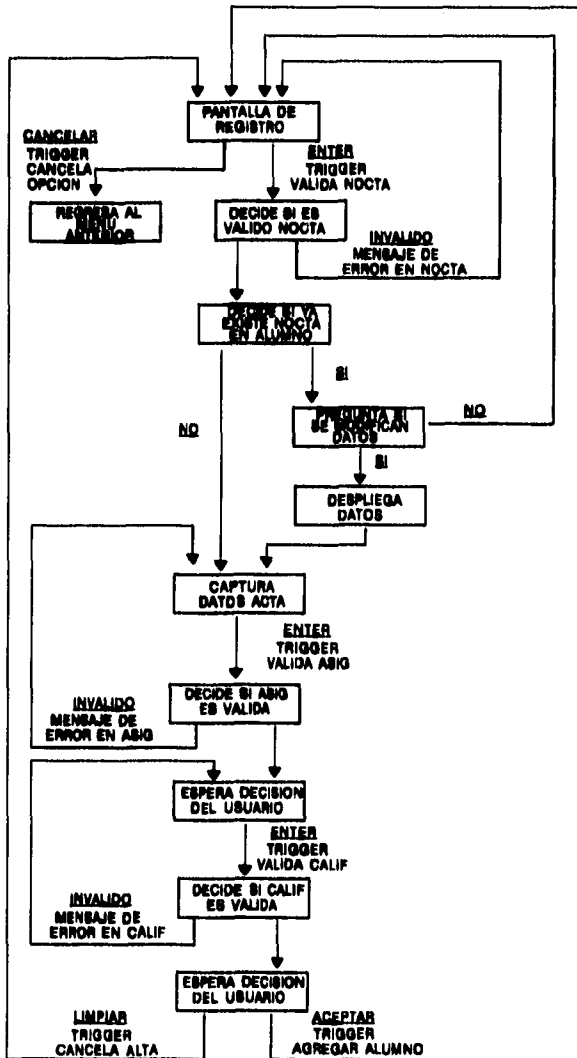 PANTALLA DE
REGISTRO
CANCELAR
TRIGGER
CANCELA
OPCION
ENTER
TRIGGER
VALIDA NOCTA
REGRESA AL
MENU
ANTERIOR
DECIDE SI ES
VALIDO NOCTA
INVALIDO
MENSAJE DE
ERROR EN NOCTA
DECIDE SI YA
EXISTE NOCTA
EN ALUMNO
SI
NO
PREGUNTA SI
SE MODIFICAN
DATOS
NO
SI
DESPLIEGA
DATOS
CAPTURA
DATOS ACTA
ENTER
TRIGGER
VALIDA ASIG
DECIDE SI ASIG
ES VALIDA
INVALIDO
MENSAJE DE
ERROR EN ASIG
ESPERA DECISION
DEL USUARIO
ENTER
TRIGGER
VALIDA CALIF
DECIDE SI CALIF
ES VALIDA
INVALIDO
MENSAJE DE
ERROR EN CALIF
ESPERA DECISION
DEL USUARIO
LIMPIAR
TRIGGER
CANCELA ALTA
ACEPTAR
TRIGGER
AGREGAR ALUMNO